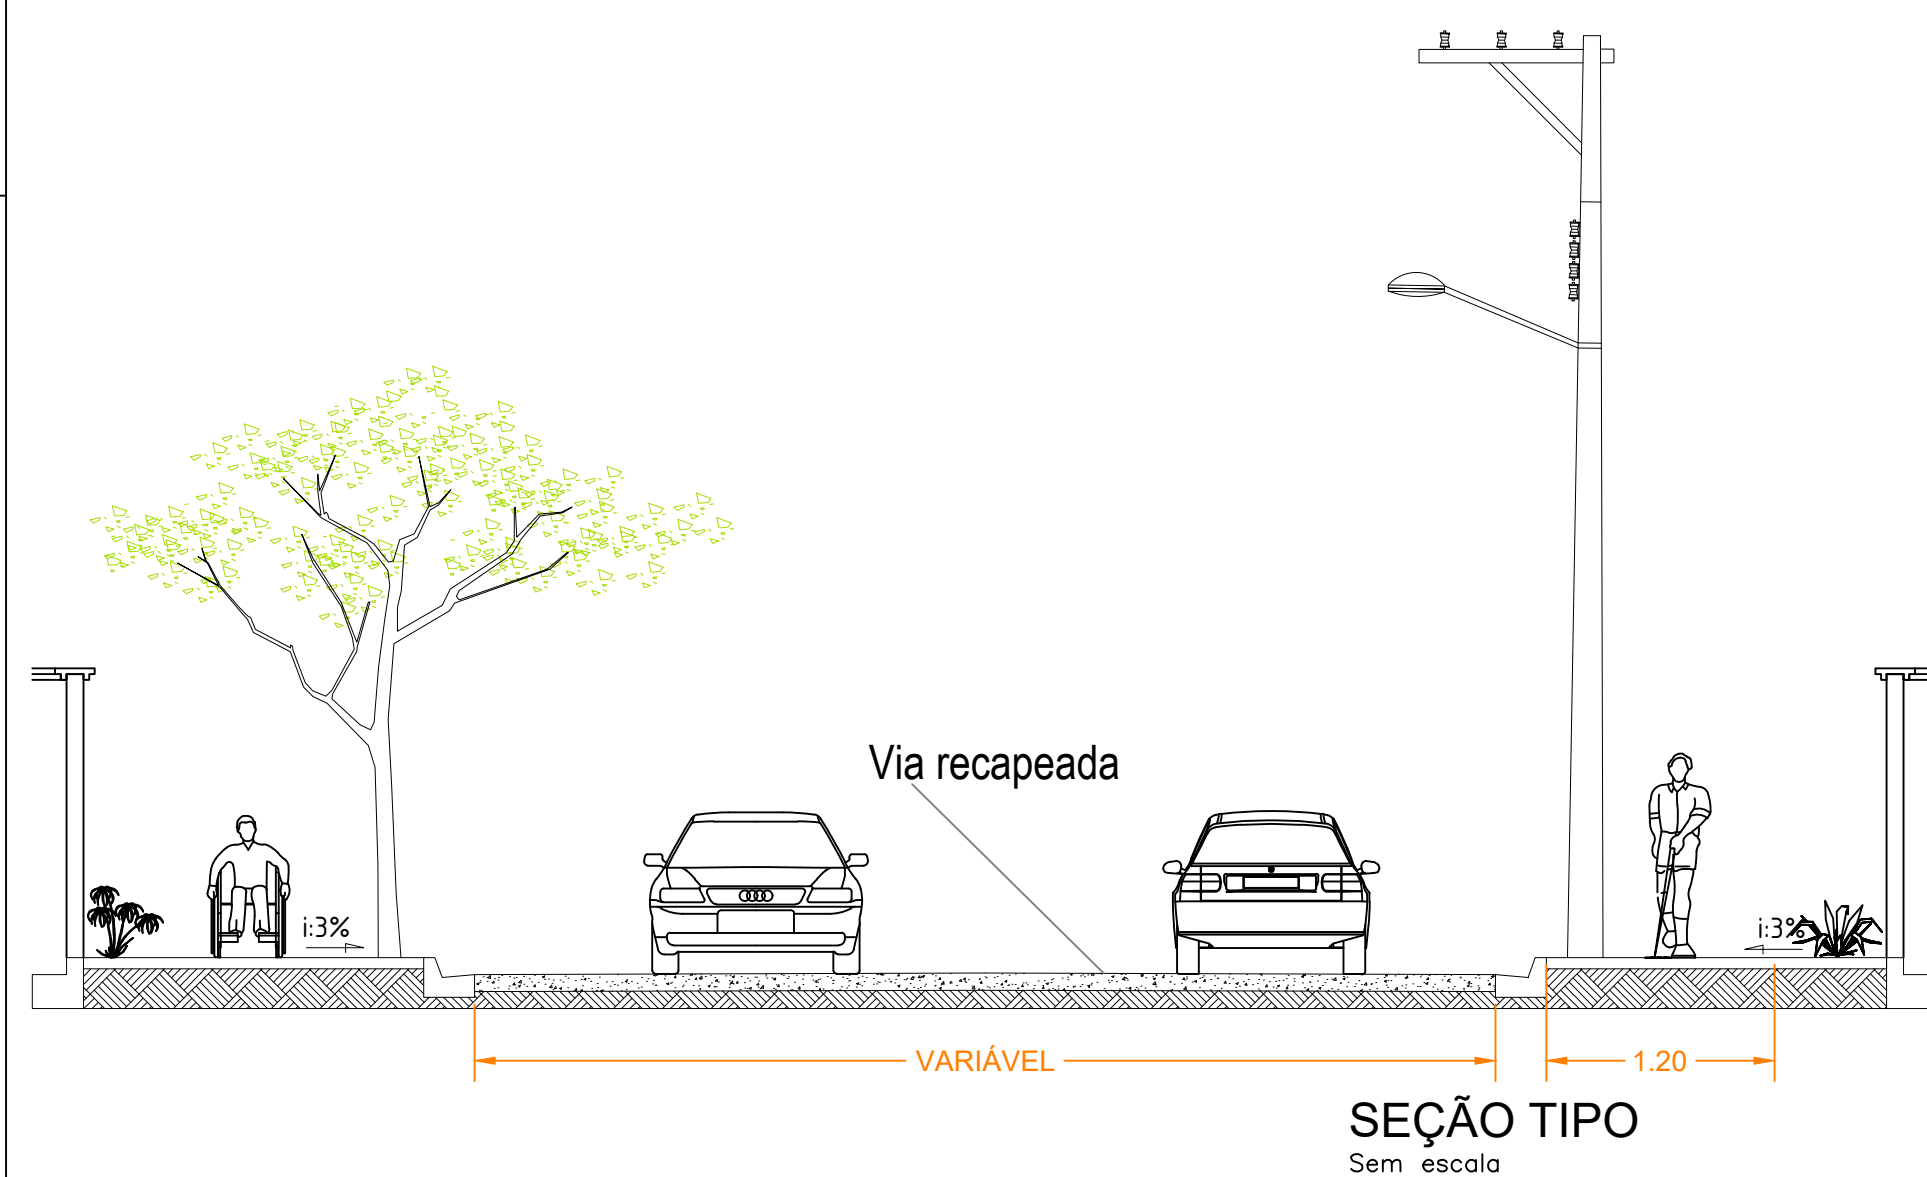 Via recapeada
i:3%
i:3%
VARIÁVEL
1.20
SEÇÃO TIPO
Sem escala